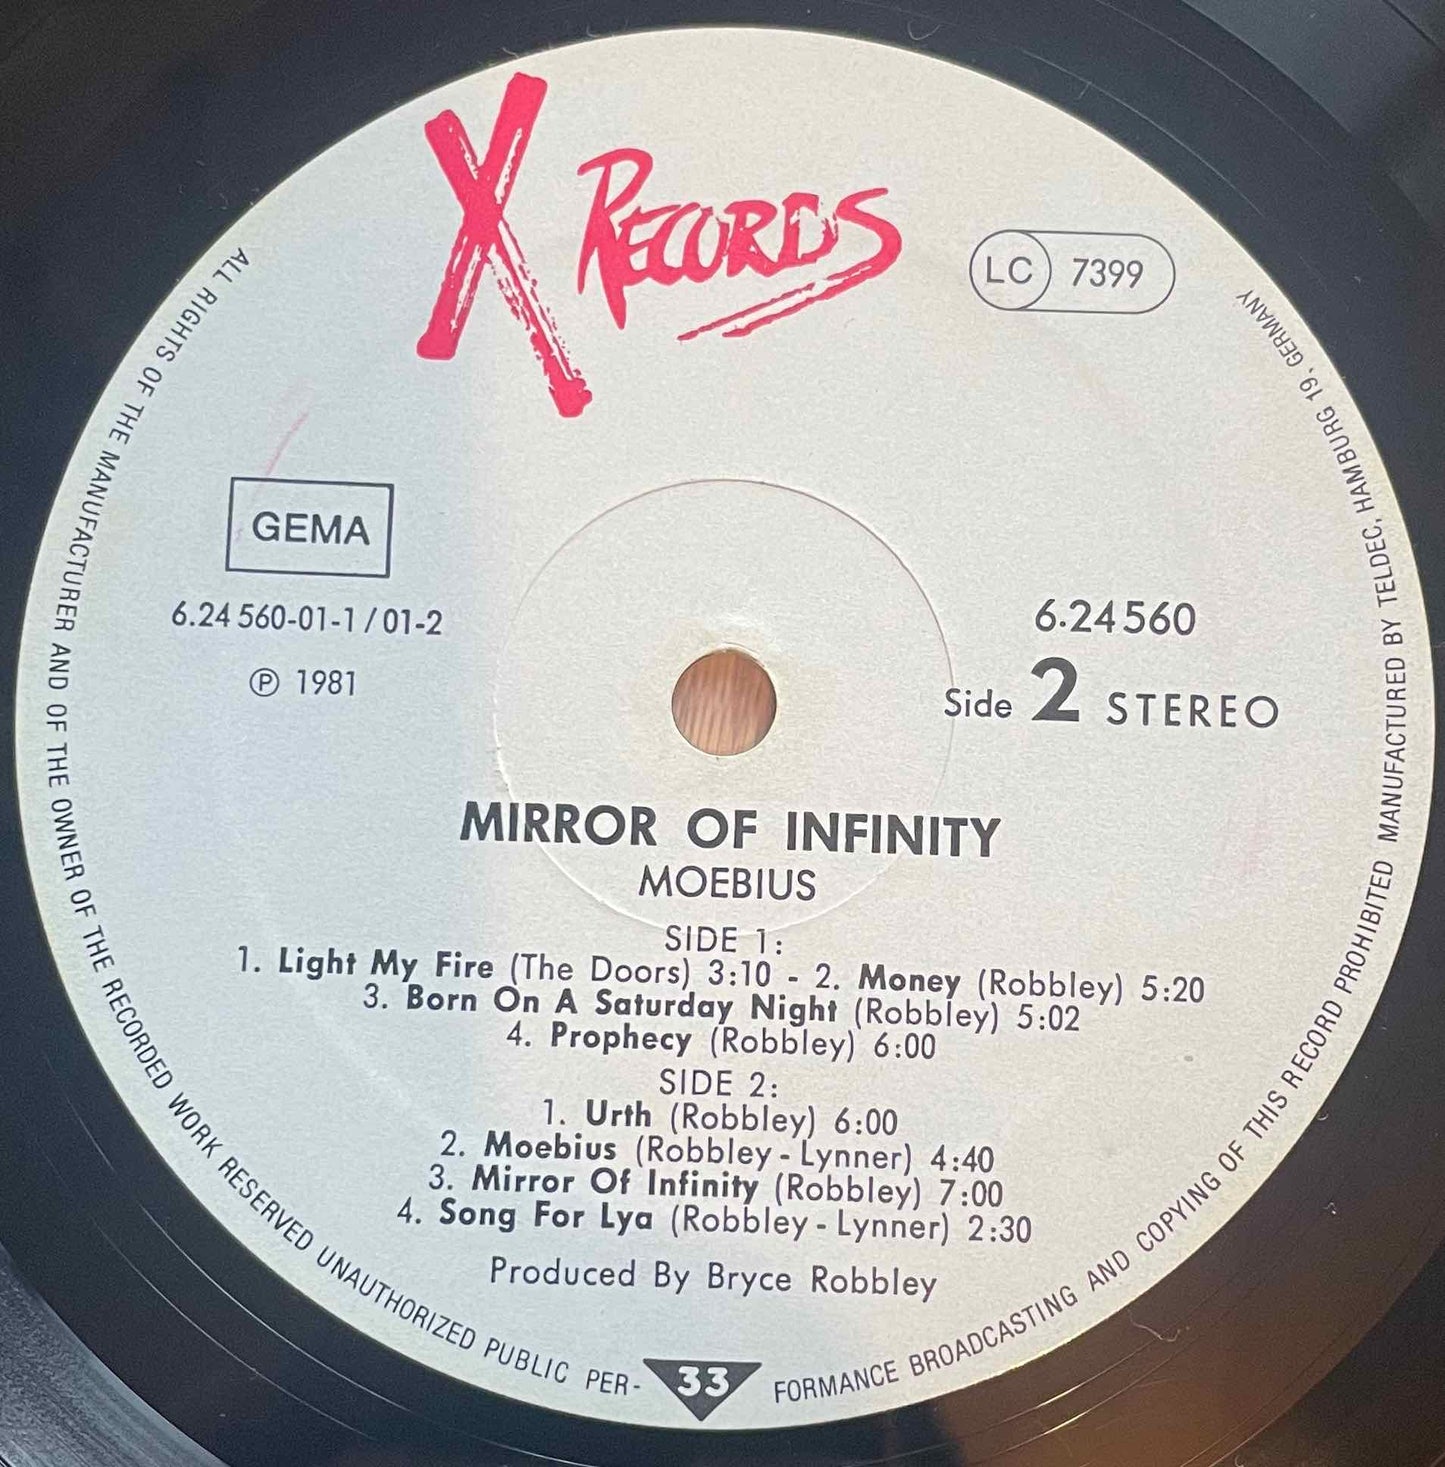 X RECORDS
LC 7399
GEMA
6.24 560-01-1 / 01-2
℗ 1981
6.24560
Side 2 STEREO
MIRROR OF INFINITY
MOEBIUS
SIDE 1:
1. Light My Fire (The Doors) 3:10 - 2. Money (Robbley) 5:20
3. Born On A Saturday Night (Robbley) 5:02
4. Prophecy (Robbley) 6:00
SIDE 2:
1. Urth (Robbley) 6:00
2. Moebius (Robbley - Lynner) 4:40
3. Mirror Of Infinity (Robbley) 7:00
4. Song For Lya (Robbley - Lynner) 2:30
Produced By Bryce Robbley
33
ALL RIGHTS OF THE MANUFACTURER AND OF THE OWNER OF THE RECORDED WORK RESERVED UNAUTHORIZED PUBLIC PER-FORMANCE BROADCASTING AND COPYING OF THIS RECORD PROHIBITED MANUFACTURED BY TELDEC, HAMBURG 19, GERMANY